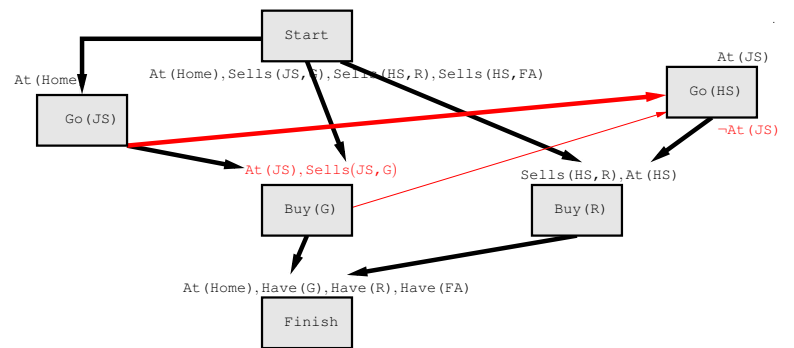 Start
At(Home),Sells(JS,G),Sells(HS,R),Sells(HS,FA)
At(JS)
At(Home)
Go(JS)
Go(HS)
¬At(JS)
At(JS),Sells(JS,G)
Sells(HS,R),At(HS)
Buy(G)
Buy(R)
At(Home),Have(G),Have(R),Have(FA)
Finish